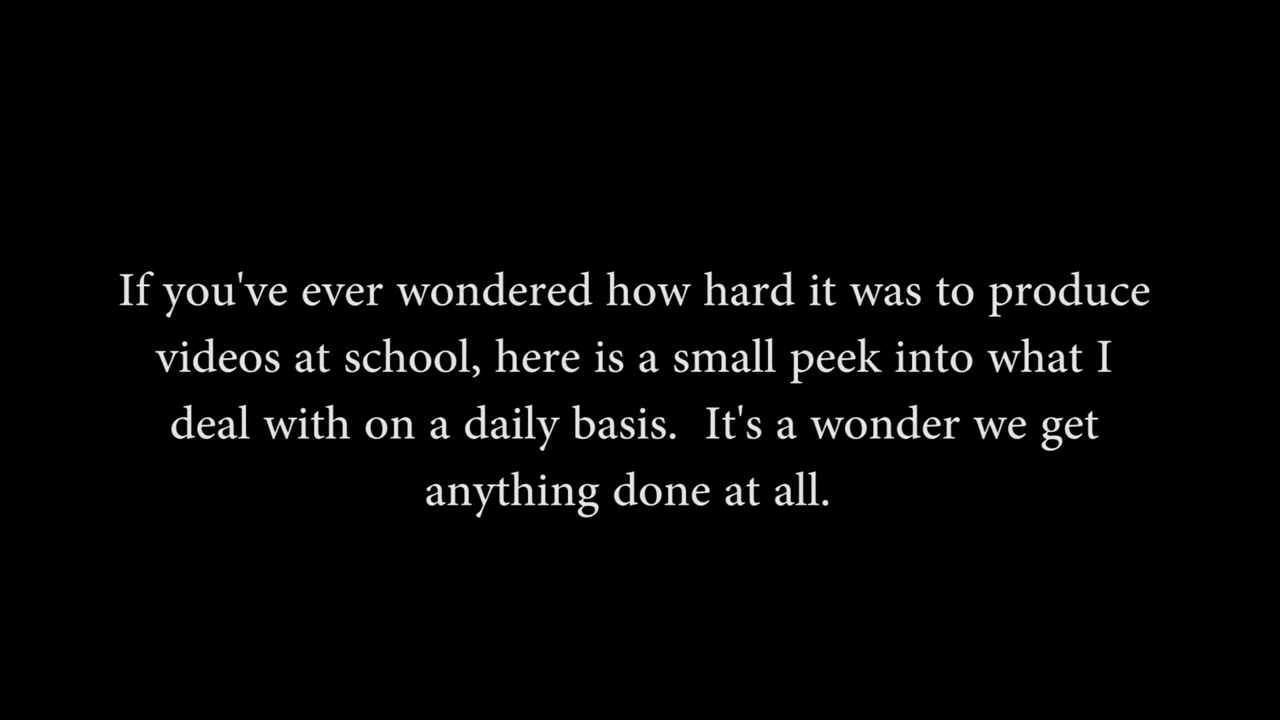 If you've ever wondered how hard it was to produce
videos at school, here is a small peek into what I
deal with on a daily basis.  It's a wonder we get
anything done at all.